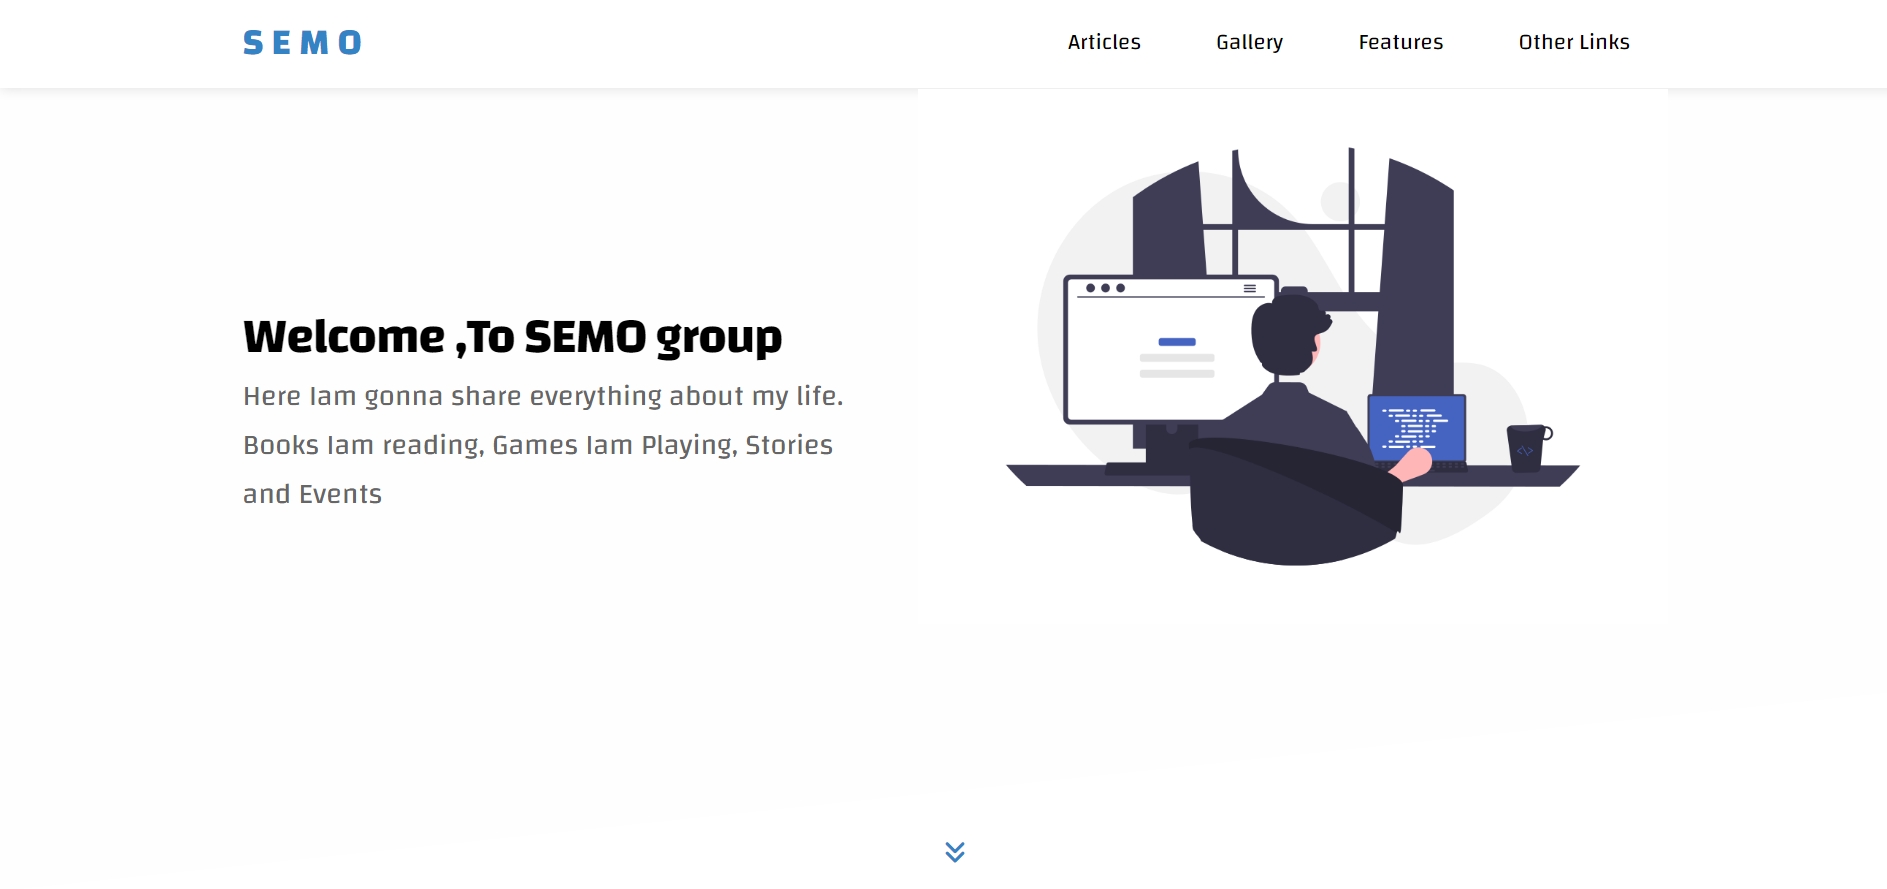 SEMO
Articles Gallery Features Other Links
Welcome ,To SEMO group
Here Iam gonna share everything about my life.
Books Iam reading, Games Iam Playing, Stories
and Events